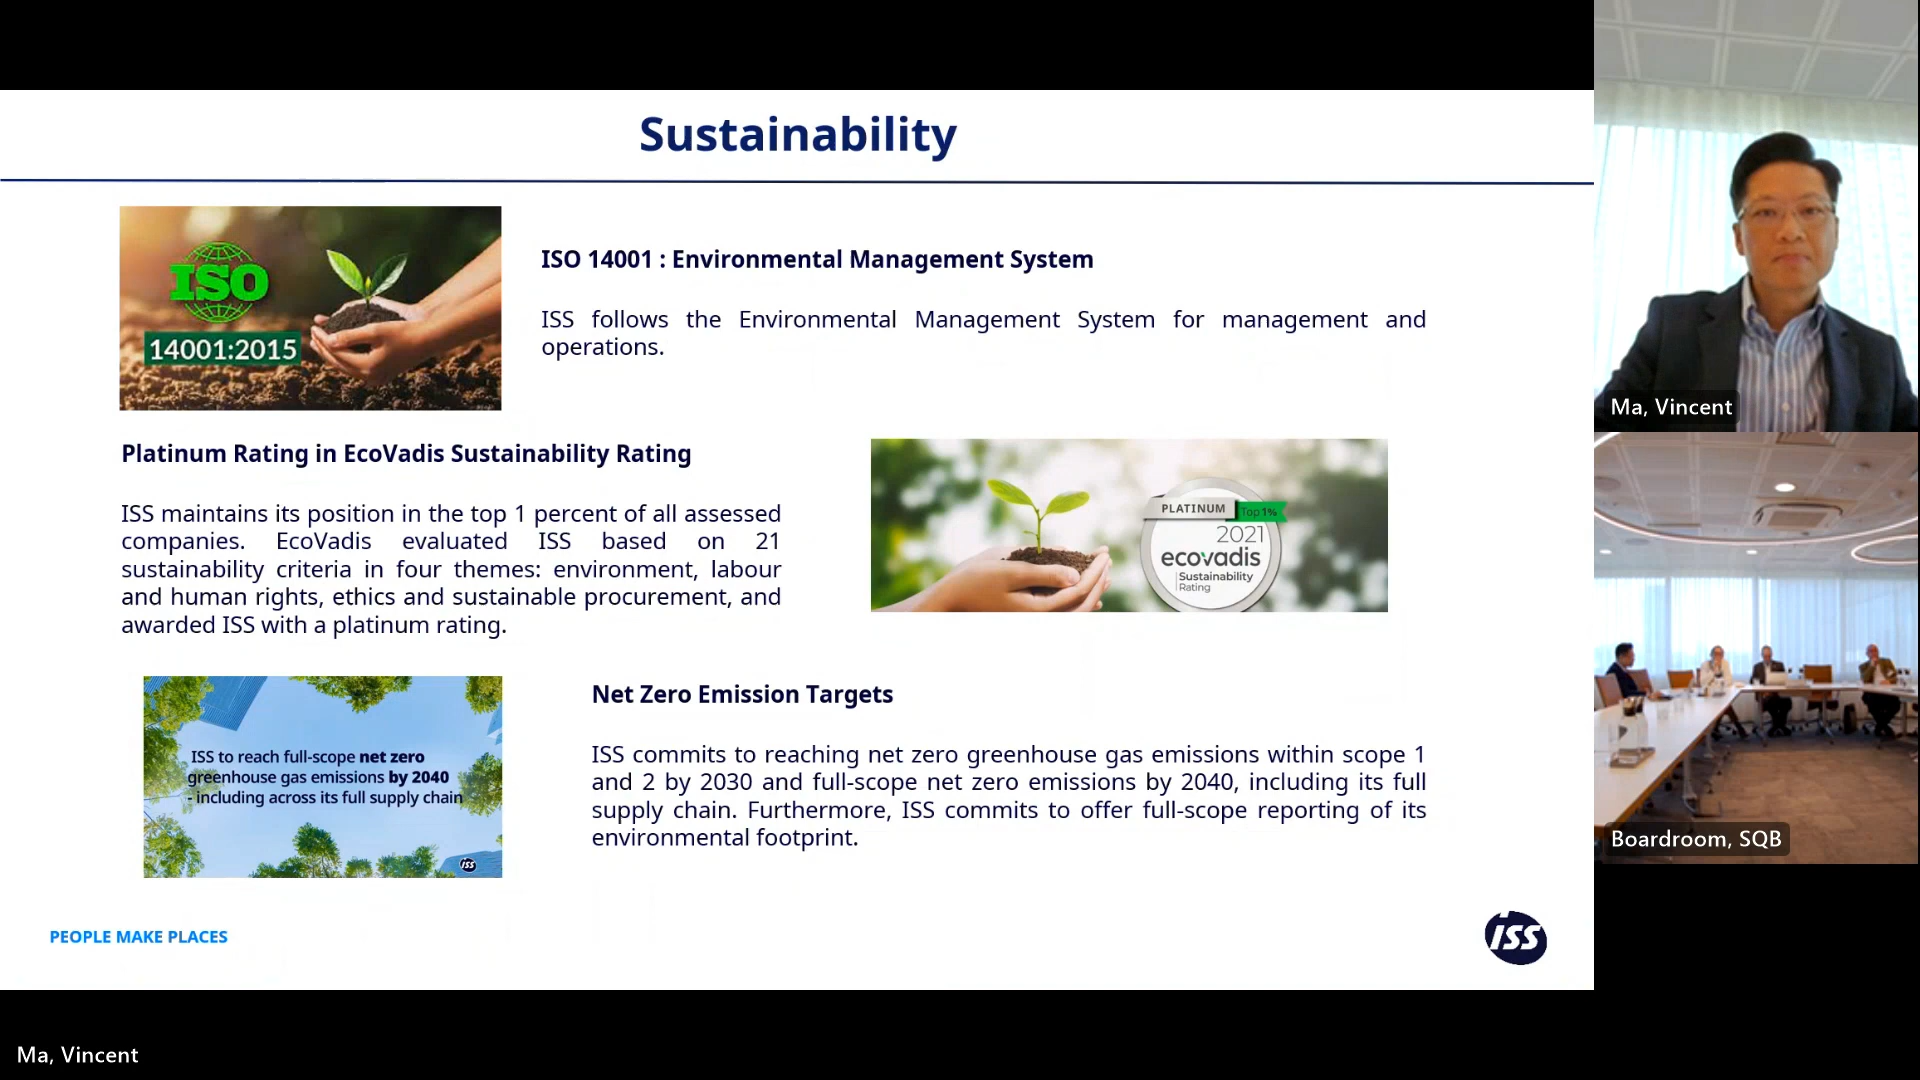 Sustainability
ISO
14001:2015
ISO 14001 : Environmental Management System
ISS follows the Environmental Management System for management and
operations.
Platinum Rating in EcoVadis Sustainability Rating
ISS maintains its position in the top 1 percent of all assessed
companies. EcoVadis evaluated ISS based on 21
sustainability criteria in four themes: environment, labour
and human rights, ethics and sustainable procurement, and
awarded ISS with a platinum rating.
PLATINUM Top 1%
2021
ecovadis
Sustainability
Rating
ISS to reach full-scope net zero
greenhouse gas emissions by 2040
- including across its full supply chain
ISS
Net Zero Emission Targets
ISS commits to reaching net zero greenhouse gas emissions within scope 1
and 2 by 2030 and full-scope net zero emissions by 2040, including its full
supply chain. Furthermore, ISS commits to offer full-scope reporting of its
environmental footprint.
PEOPLE MAKE PLACES
ISS
Ma, Vincent
Boardroom, SQB
Ma, Vincent